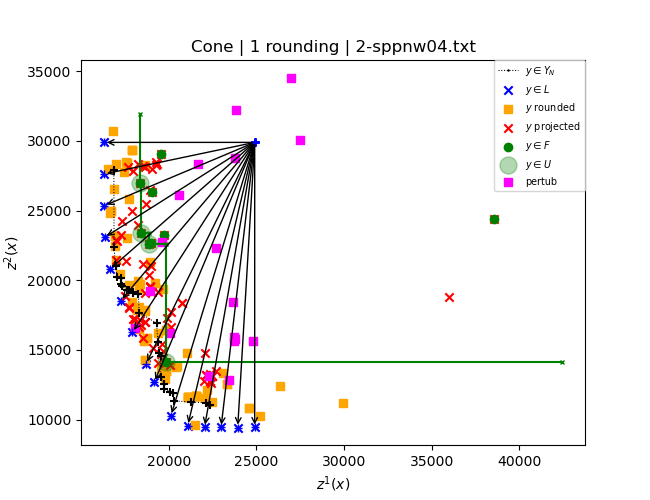 Cone | 1 rounding | 2-sppnw04.txt
z²(x)
35000
30000
25000
20000
15000
10000
20000 25000 30000 35000 40000
z¹(x)
y ∈ Y_N
y ∈ L
y rounded
y projected
y ∈ F
y ∈ U
pertub